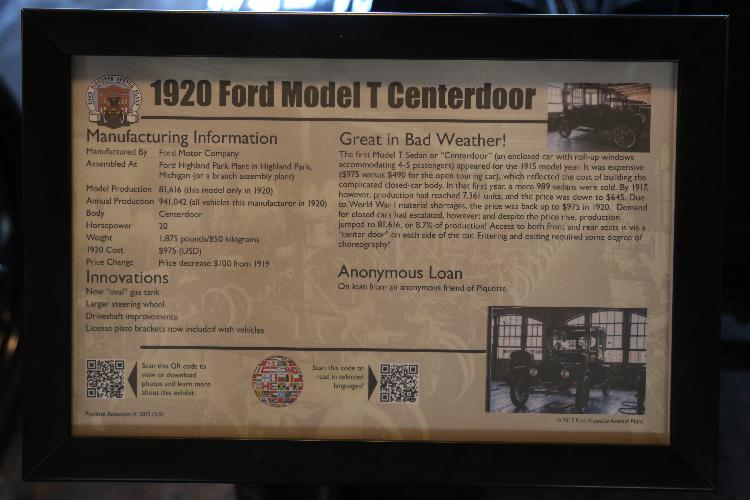 1920 Ford Model T Centerdoor
Manufacturing Information
Manufactured By Ford Motor Company
Assembled At Ford Highland Park Plant in Highland Park,
Michigan (or a branch assembly plant)
Model Production 81,616 (this model only in 1920)
Annual Production 941,042 (all vehicles this manufacturer in 1920)
Body Centerdoor
Horsepower 20
Weight 1,875 pounds/850 kilograms
1920 Cost $975 (USD)
Price Change Price decrease $100 from 1919
Innovations
New "oval" gas tank
Larger steering wheel
Driveshaft improvements
License plate brackets now included with vehicles
Great in Bad Weather!
The first Model T Sedan or "Centerdoor" (an enclosed car with roll-up windows
accommodating 4-5 passengers) appeared for the 1915 model year. It was expensive
($975 versus $490 for the open touring car), which reflected the cost of building the
complicated closed-car body. In that first year, a mere 989 sedans were sold. By 1917,
however, production had reached 7,361 units, and the price was down to $645. Due
to World War I material shortages, the price was back up to $975 in 1920. Demand
for closed cars had escalated, however; and despite the price rise, production
jumped to 81,616, or 8.7% of production! Access to both front and rear seats is via a
"center door" on each side of the car. Entering and exiting required some degree of
choreography!
Anonymous Loan
On loan from an anonymous friend of Piquette.
Scan this QR code to
view or download
photos and learn more
about this exhibit.
Scan this code to
read in selected
languages!
Piquette Accession #: 2015.15.01
© 2017 Ford Piquette Avenue Plant